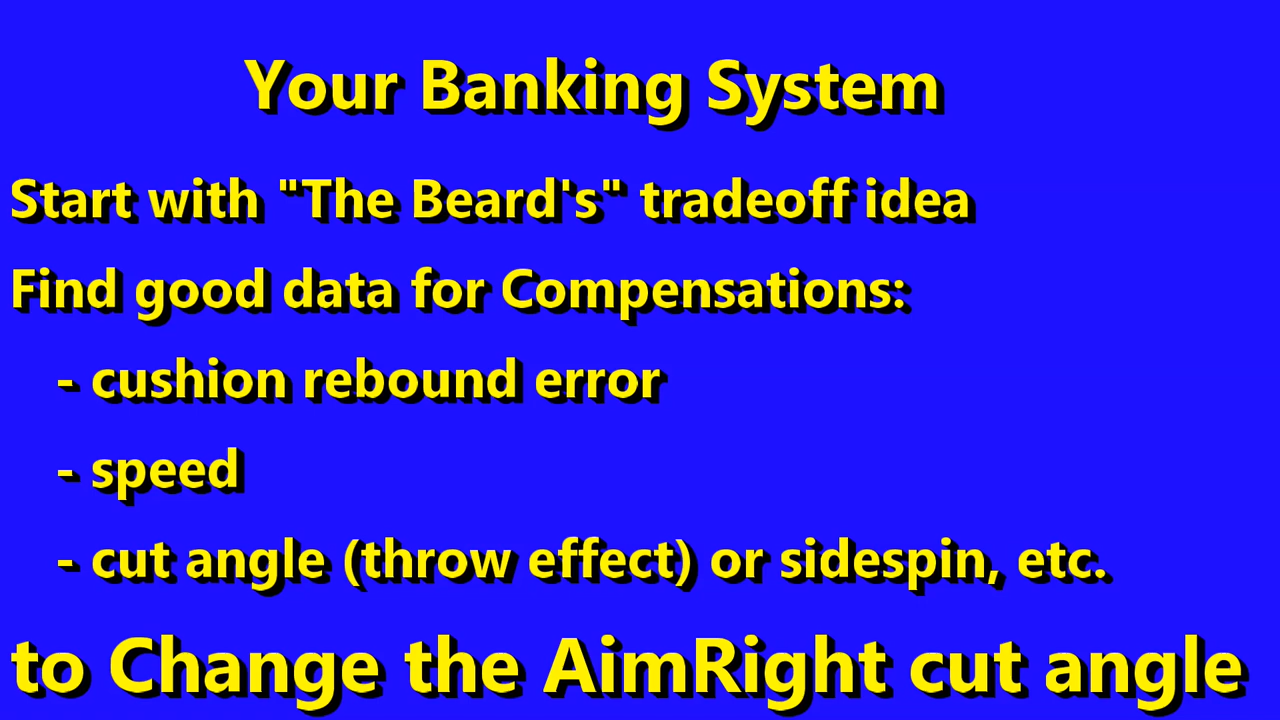 Your Banking System
Start with "The Beard's" tradeoff idea
Find good data for Compensations:
- cushion rebound error
- speed
- cut angle (throw effect) or sidespin, etc.
to Change the AimRight cut angle